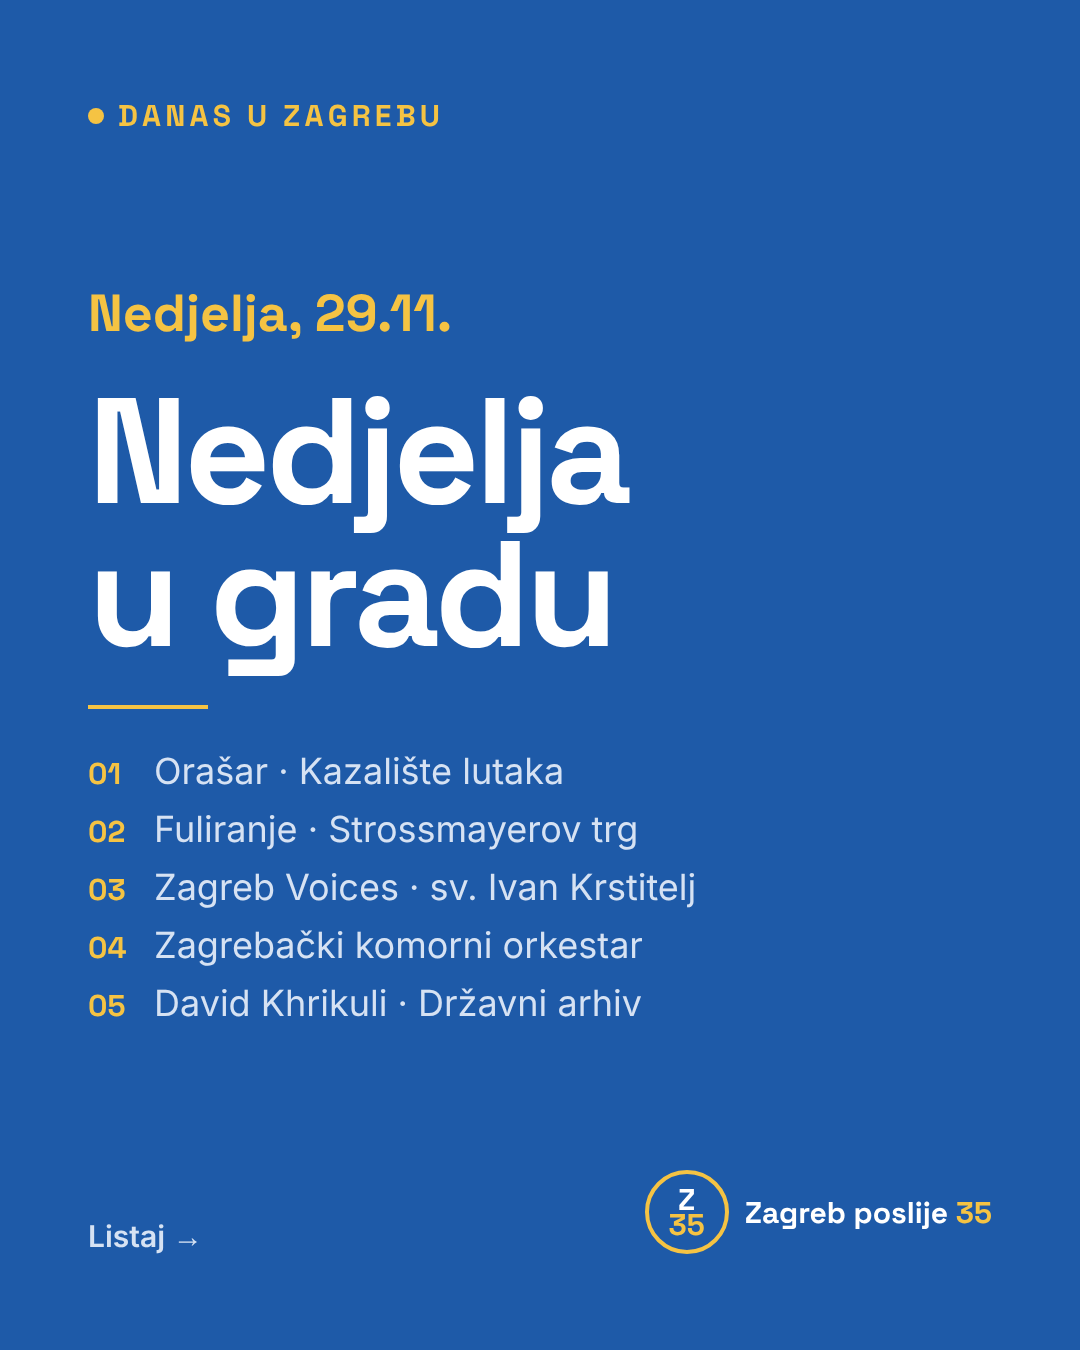 DANAS U ZAGREBU
Nedjelja, 29.11.
Nedjelja
u gradu
01 Orašar · Kazalište lutaka
02 Fuliranje · Strossmayerov trg
03 Zagreb Voices · sv. Ivan Krstitelj
04 Zagrebački komorni orkestar
05 David Khrikuli · Državni arhiv
Listaj →
Z
35
Zagreb poslije 35